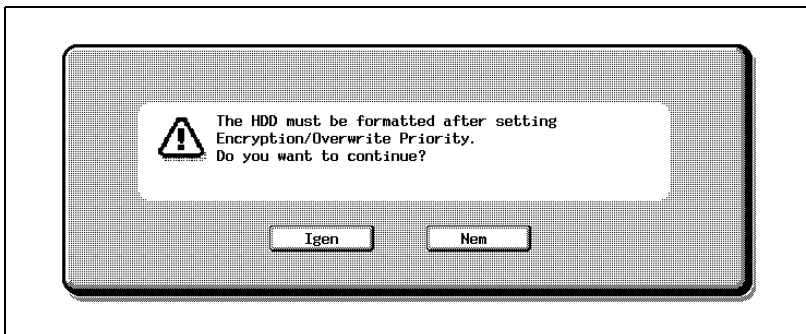 The HDD must be formatted after setting
Encryption/Overwrite Priority.
Do you want to continue?
Igen
Nem